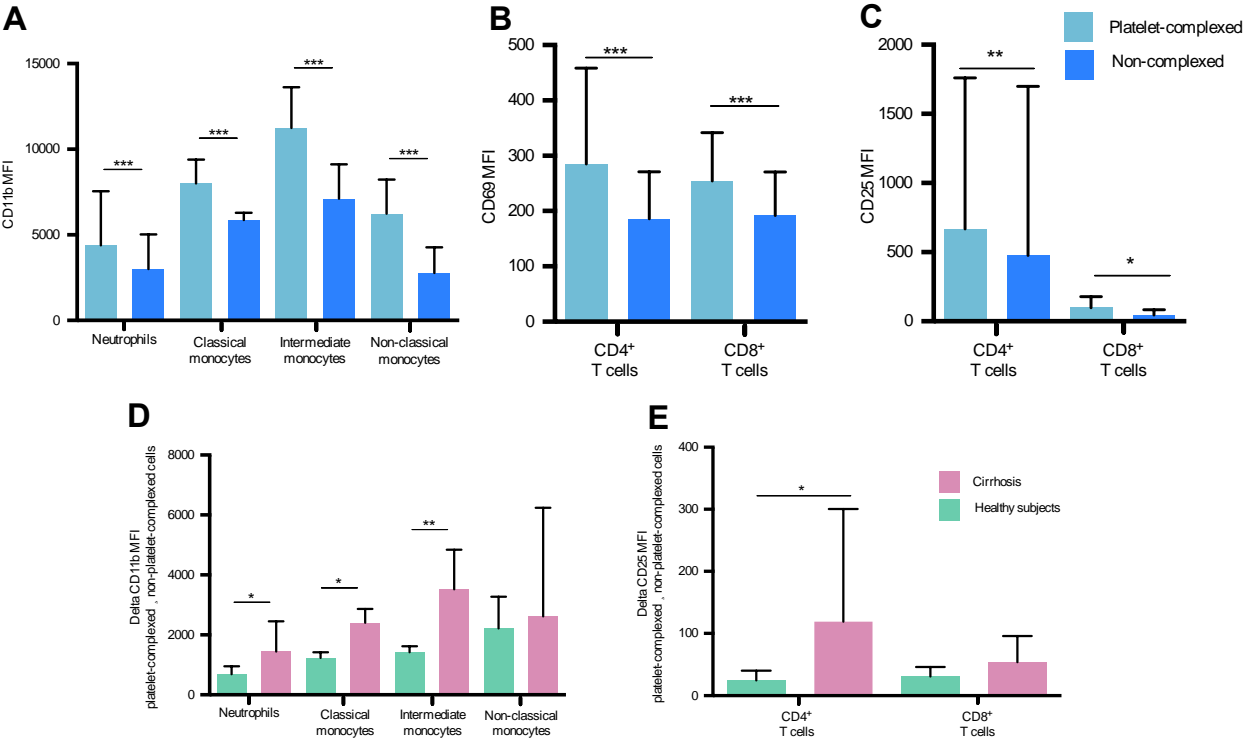 A
CD11b MFI
15000
10000
5000
0
***
***
***
***
Neutrophils
Classical
monocytes
Intermediate
monocytes
Non-classical
monocytes
B
CD69 MFI
500
400
300
200
100
0
***
***
CD4+
T cells
CD8+
T cells
C
CD25 MFI
2000
1500
1000
500
0
**
*
CD4+
T cells
CD8+
T cells
Platelet-complexed
Non-complexed
D
Delta CD11b MFI
platelet-complexed , non-platelet-complexed cells
8000
6000
4000
2000
0
*
*
**
Neutrophils
Classical
monocytes
Intermediate
monocytes
Non-classical
monocytes
E
Delta CD25 MFI
platelet-complexed , non-platelet-complexed cells
400
300
200
100
0
*
CD4+
T cells
CD8+
T cells
Cirrhosis
Healthy subjects